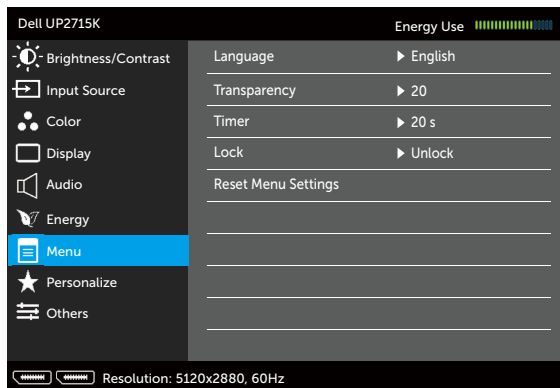 Dell UP2715K
Energy Use
Brightness/Contrast
Language English
Input Source
Transparency 20
Color
Timer 20 s
Display
Lock Unlock
Audio
Reset Menu Settings
Energy
Menu
Personalize
Others
Resolution: 5120x2880, 60Hz